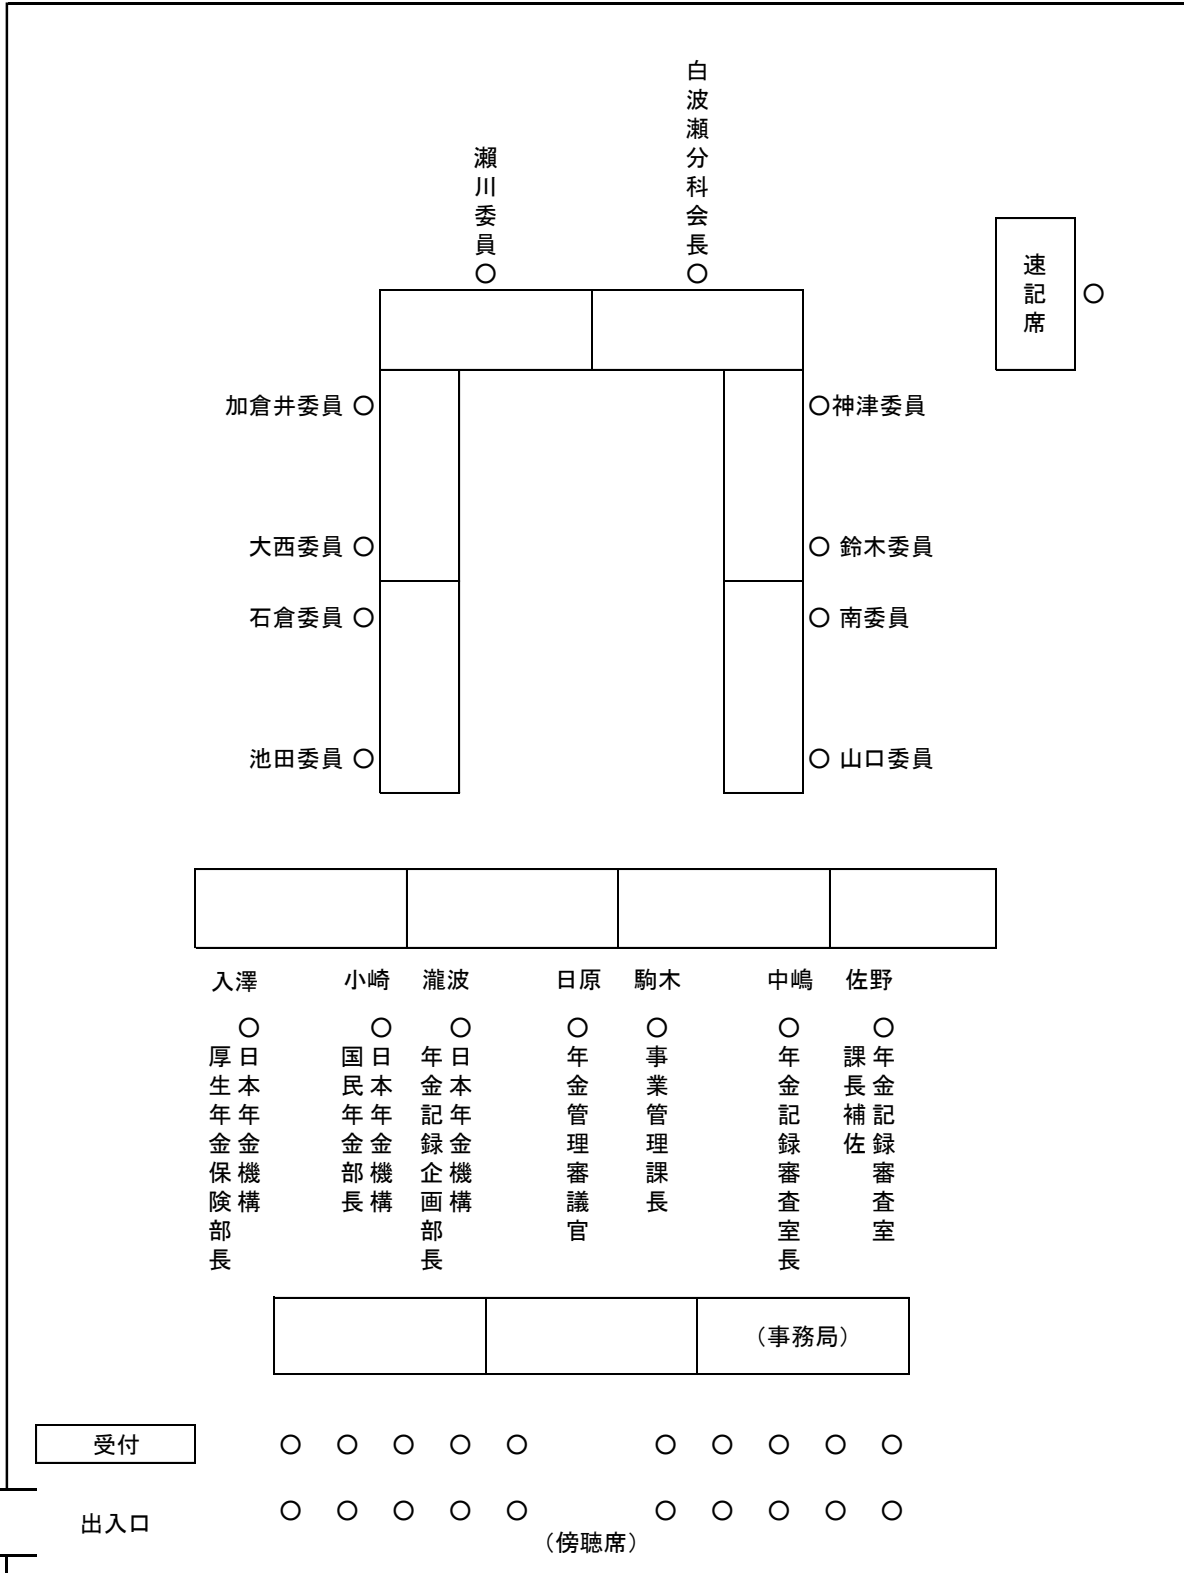 白波瀬分科会長
○
瀬川委員
○
速記席
○
加倉井委員 ○
○神津委員
大西委員 ○
○ 鈴木委員
石倉委員 ○
○ 南委員
池田委員 ○
○ 山口委員
入澤
小崎
瀧波
日原
駒木
中嶋
佐野
○ ○ ○ ○ ○ ○ ○
日本年金機構
厚生年金保険部長
日本年金機構
国民年金部長
日本年金機構
年金記録企画部長
年金管理審議官
事業管理課長
年金記録審査室長
年金記録審査室
課長補佐
（事務局）
受付
○ ○ ○ ○ ○ ○ ○ ○ ○ ○
出入口
○ ○ ○ ○ ○ ○ ○ ○ ○ ○
（傍聴席）